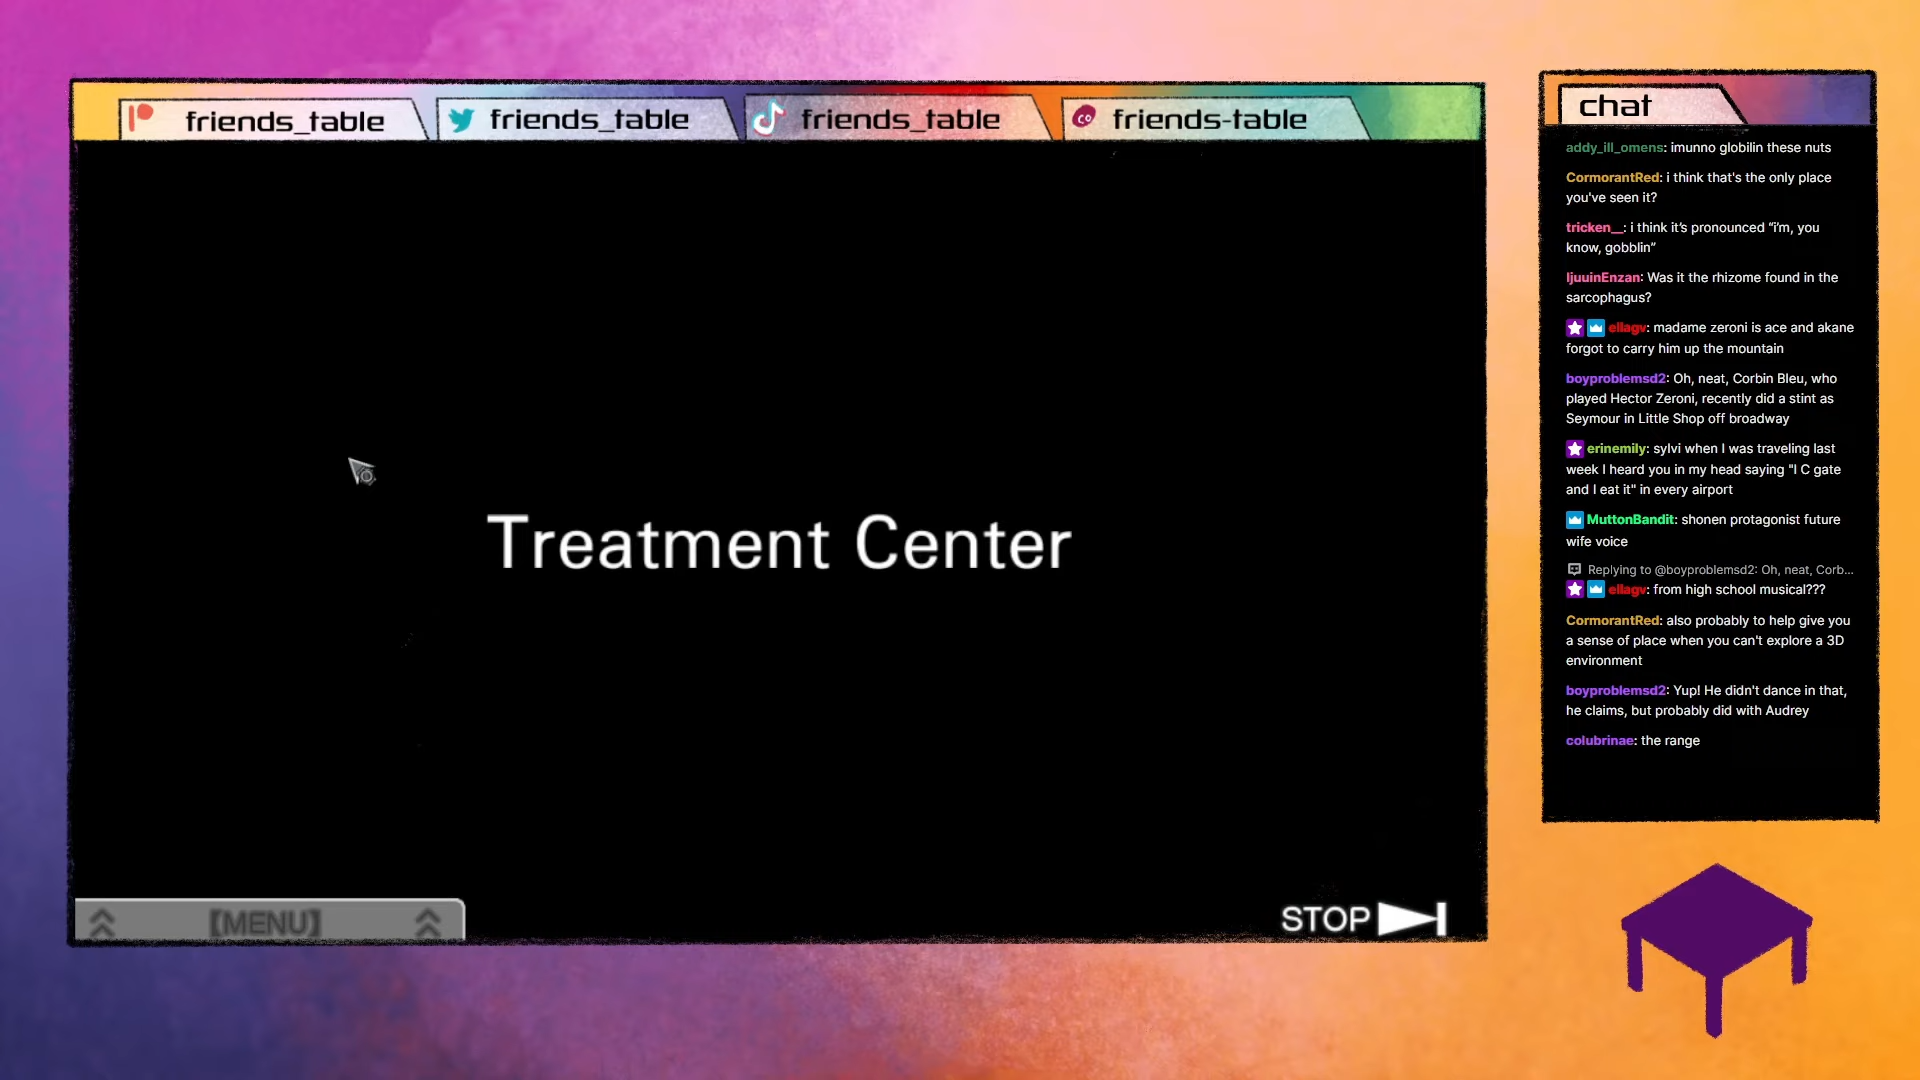 friends_table
friends_table
friends_table
friends-table
Treatment Center
[MENU]
STOP
chat
addy_ill_omens: imunno globilin these nuts
CormorantRed: i think that's the only place
you've seen it?
tricken__: i think it's pronounced “i'm, you
know, gobblin”
IjuuinEnzan: Was it the rhizome found in the
sarcophagus?
ellagv: madame zeroni is ace and akane
forgot to carry him up the mountain
boyproblemsd2: Oh, neat, Corbin Bleu, who
played Hector Zeroni, recently did a stint as
Seymour in Little Shop off broadway
erinemily: sylvi when I was traveling last
week I heard you in my head saying "I C gate
and I eat it" in every airport
MuttonBandit: shonen protagonist future
wife voice
Replying to @boyproblemsd2: Oh, neat, Corb...
ellagv: from high school musical???
CormorantRed: also probably to help give you
a sense of place when you can't explore a 3D
environment
boyproblemsd2: Yup! He didn't dance in that,
he claims, but probably did with Audrey
colubrinae: the range